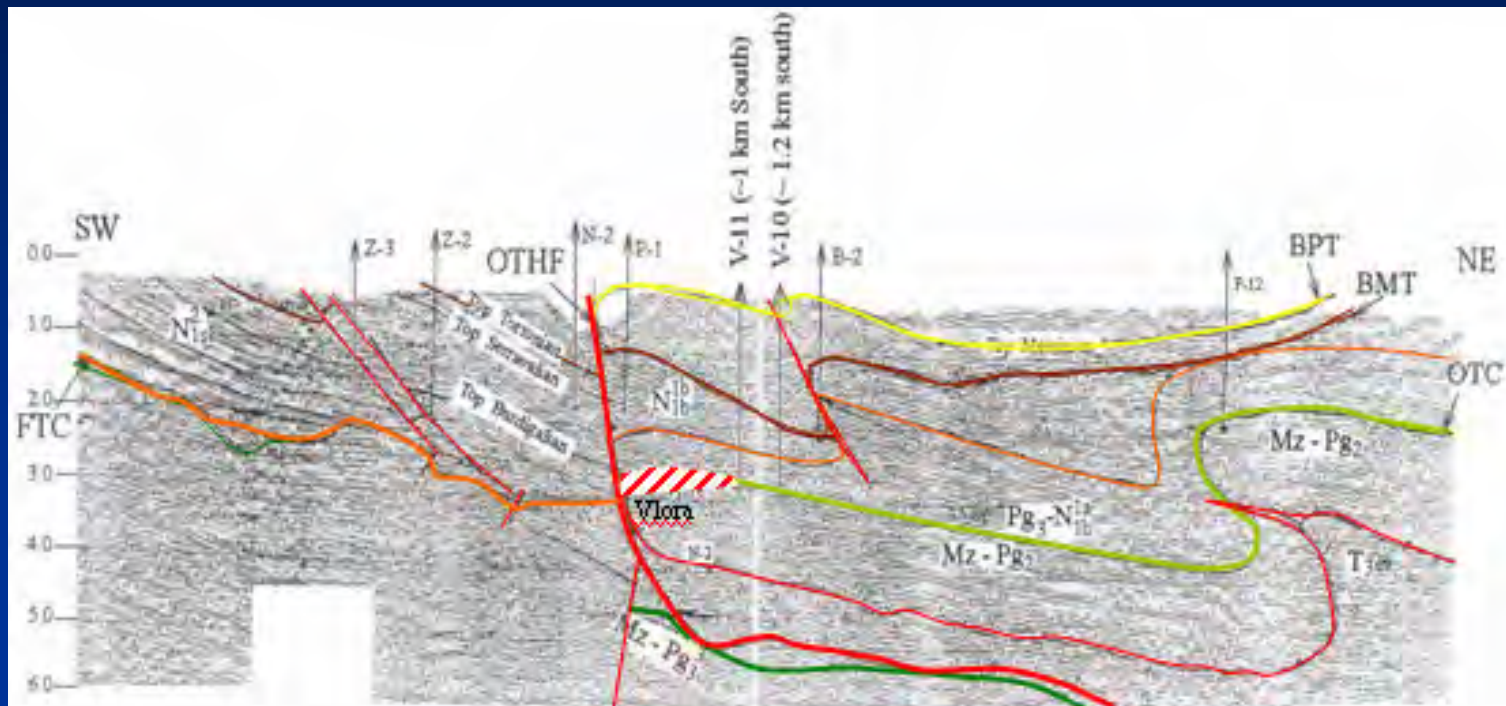 V-11 (~1 km South)
V-10 (~ 1.2 km south)
SW
Z-3
Z-2
N-2
P-1
B-2
OTHF
BPT
NE
BMT
0.0
1.0
2.0
3.0
4.0
5.0
6.0
Top Tortonian
Top Serravalian
Top Burdigalian
OTC
FTC
Mz - Pg2
Vlora
Mz - Pg2
Mz - Pg3